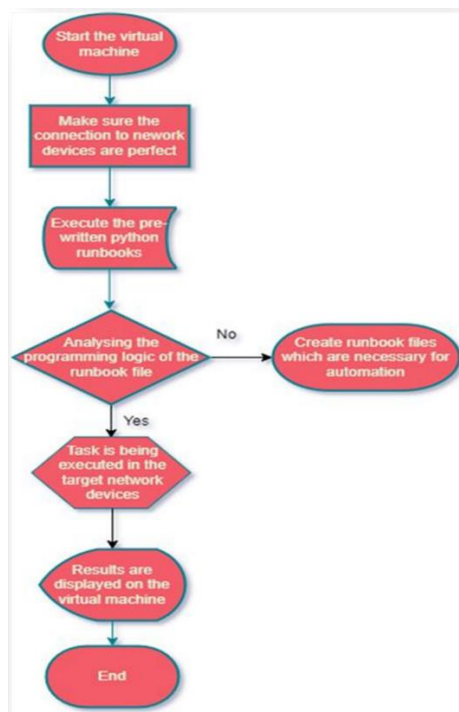 Start the virtual
machine
Make sure the
connection to nework
devices are perfect
Execute the pre-
written python
runbooks
Analysing the
programming logic of the
runbook file
No
Create runbook files
which are necessary for
automation
Yes
Task is being
executed in the
target network
devices
Results are
displayed on the
virtual machine
End